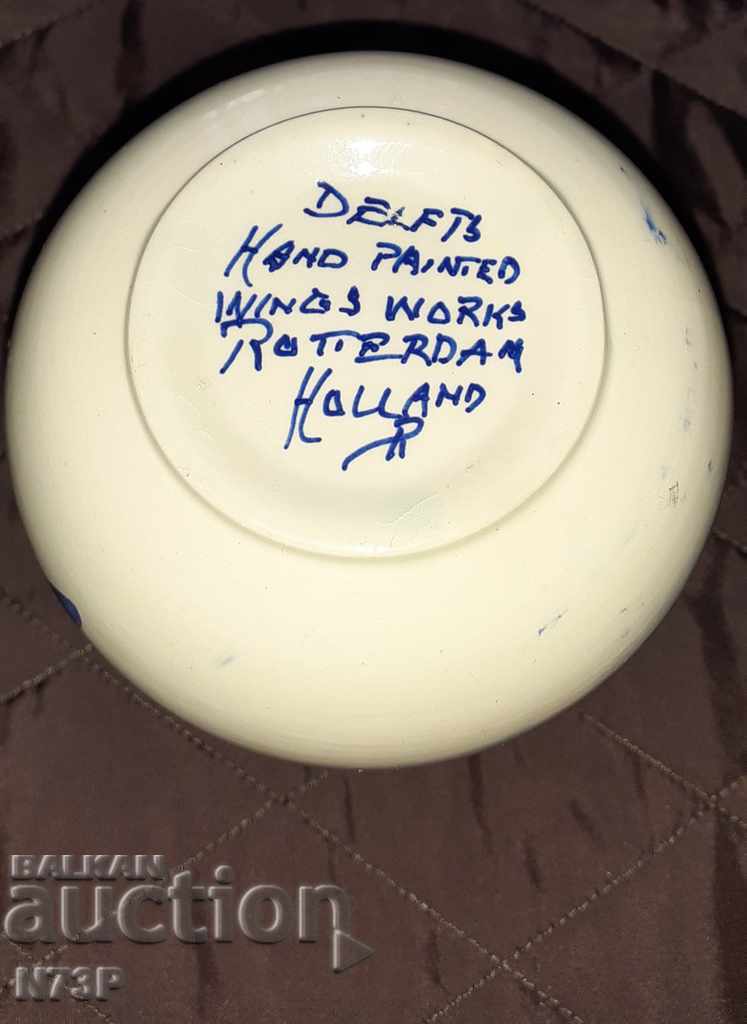 DELFTS
HAND PAINTED
WINGS WORKS
ROTTERDAM
HOLLAND
R
BALKAN
auction
N73P